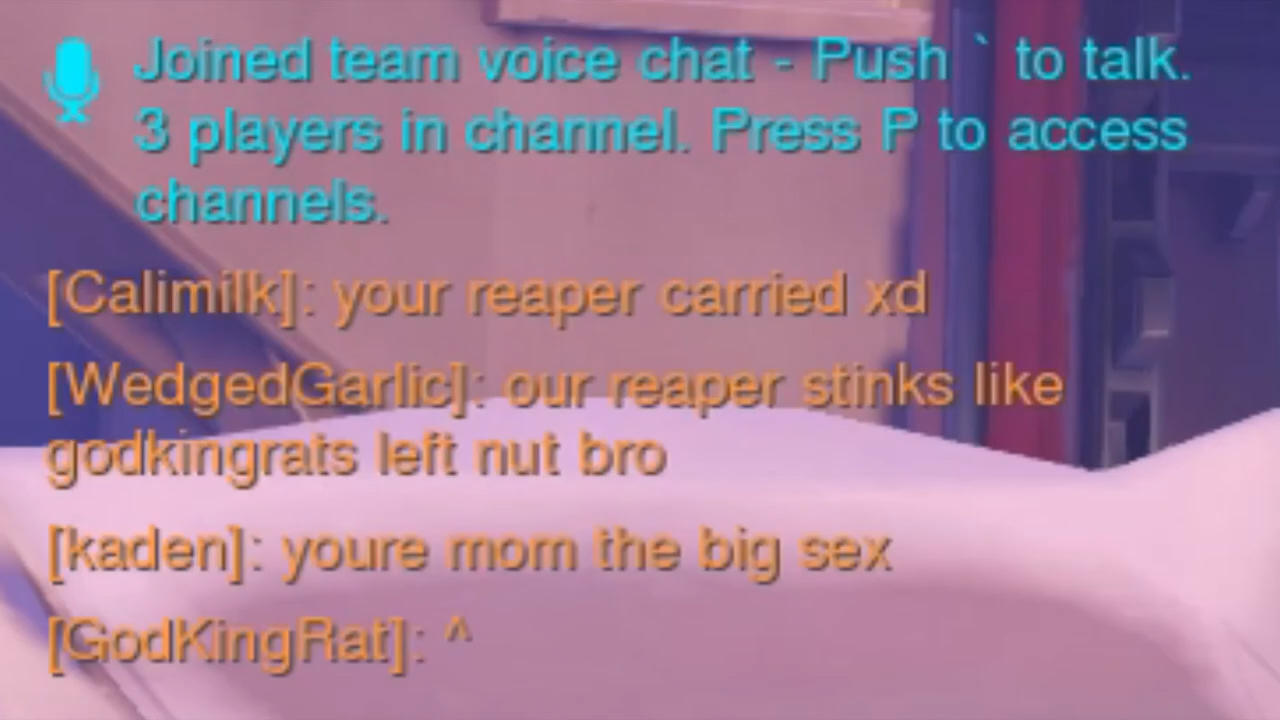 Joined team voice chat - Push ` to talk.
3 players in channel. Press P to access
channels.
[Calimilk]: your reaper carried xd
[WedgedGarlic]: our reaper stinks like
godkingrats left nut bro
[kaden]: youre mom the big sex
[GodKingRat]: ^